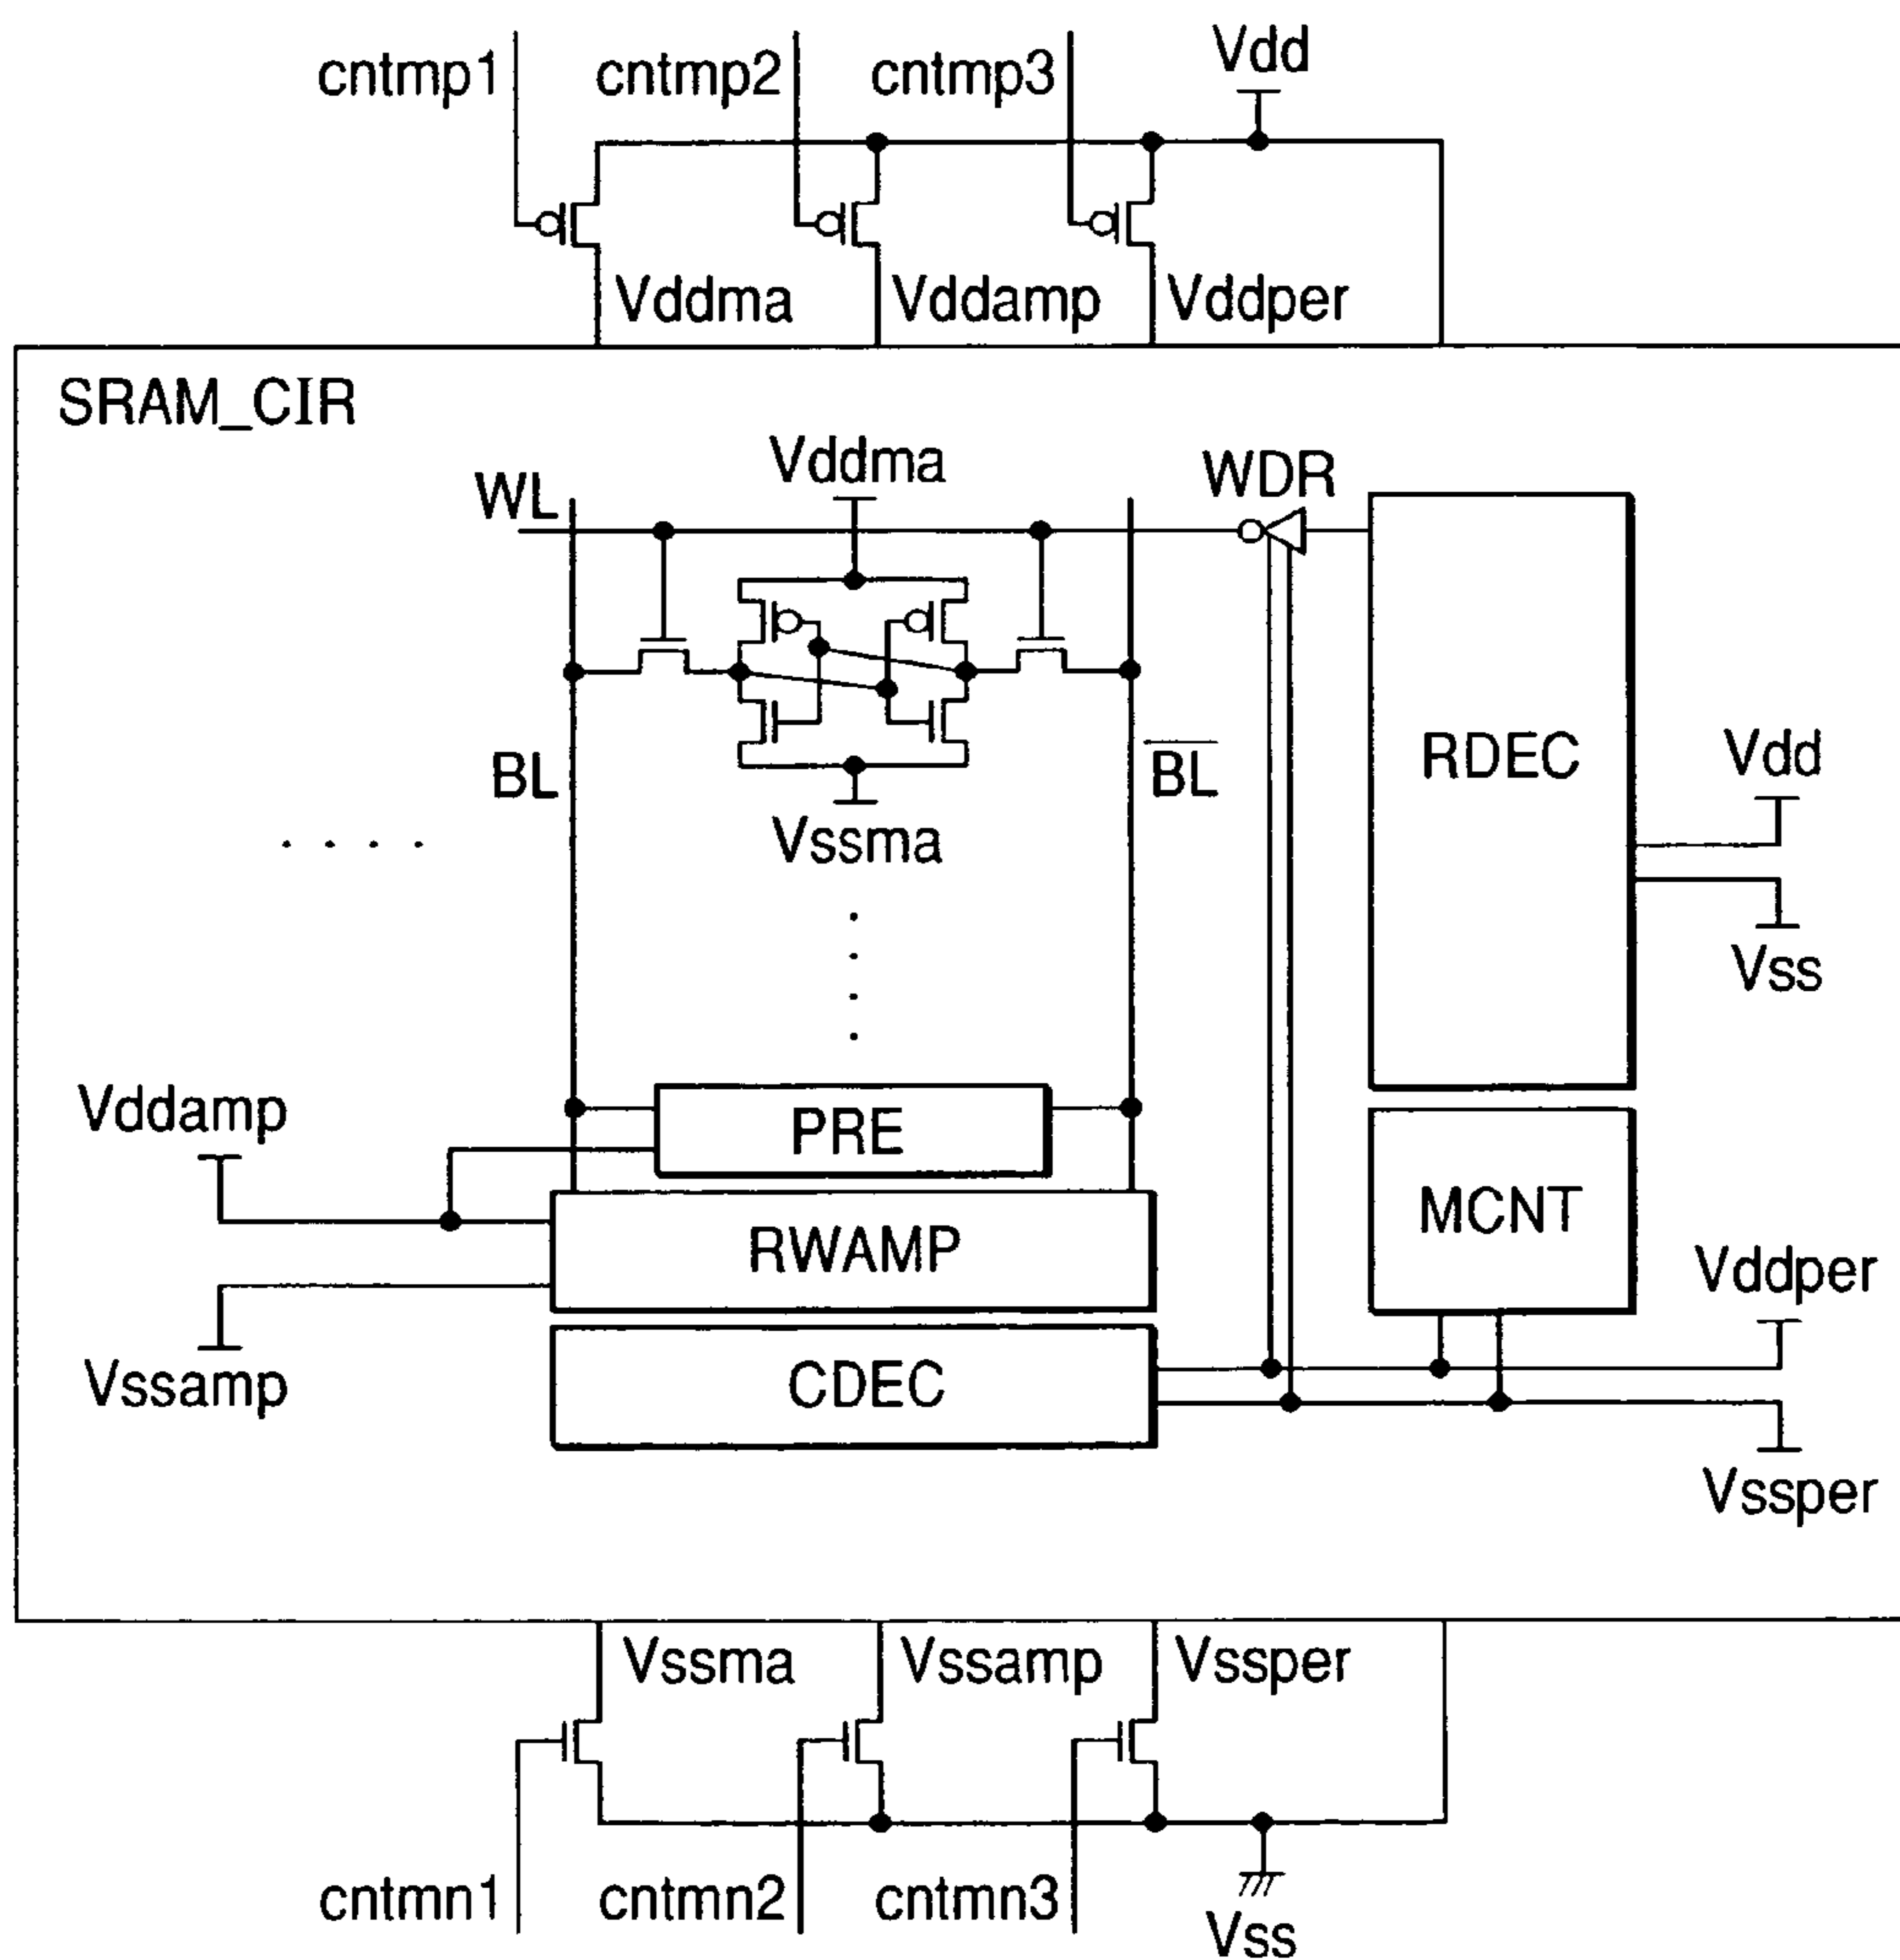 cntmp1 cntmp2 cntmp3 Vdd
Vddma Vddamp Vddper
SRAM_CIR
Vddma
WL WDR
RDEC
Vdd
BL BL
Vssma
Vss
Vddamp
PRE
MCNT
RWAMP
Vddper
Vssamp
CDEC
Vssper
Vssma Vssamp Vssper
cntmn1 cntmn2 cntmn3
Vss